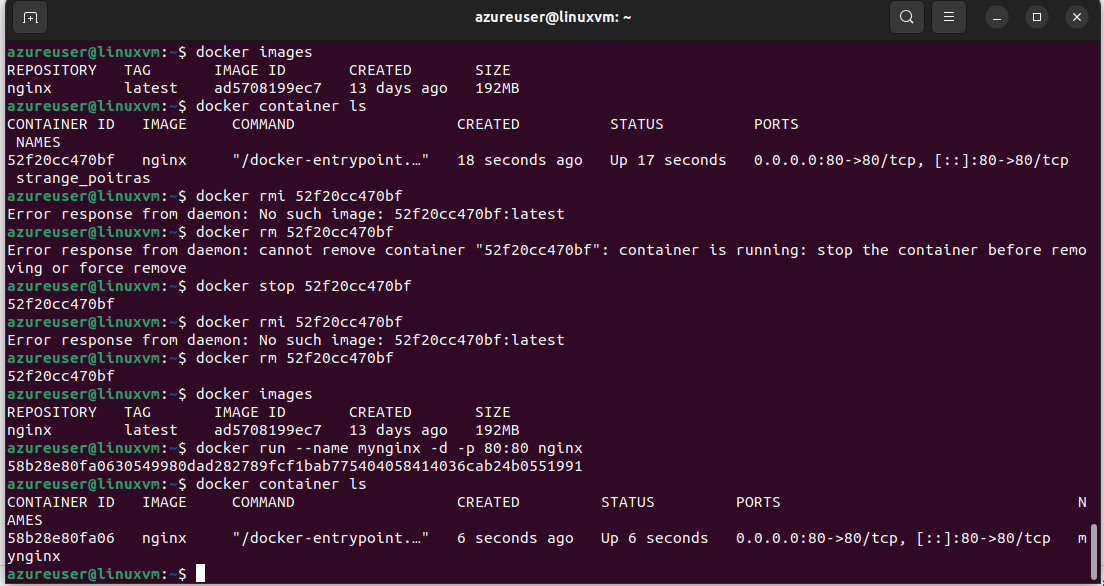 azureuser@linuxvm: ~
azureuser@linuxvm:~$ docker images
REPOSITORY   TAG       IMAGE ID       CREATED       SIZE
nginx        latest    ad5708199ec7   13 days ago   192MB
azureuser@linuxvm:~$ docker container ls
CONTAINER ID   IMAGE     COMMAND                  CREATED          STATUS          PORTS
 NAMES
52f20cc470bf   nginx     "/docker-entrypoint.…"   18 seconds ago   Up 17 seconds   0.0.0.0:80->80/tcp, [::]:80->80/tcp
 strange_poitras
azureuser@linuxvm:~$ docker rmi 52f20cc470bf
Error response from daemon: No such image: 52f20cc470bf:latest
azureuser@linuxvm:~$ docker rm 52f20cc470bf
Error response from daemon: cannot remove container "52f20cc470bf": container is running: stop the container before remo
ving or force remove
azureuser@linuxvm:~$ docker stop 52f20cc470bf
52f20cc470bf
azureuser@linuxvm:~$ docker rmi 52f20cc470bf
Error response from daemon: No such image: 52f20cc470bf:latest
azureuser@linuxvm:~$ docker rm 52f20cc470bf
52f20cc470bf
azureuser@linuxvm:~$ docker images
REPOSITORY   TAG       IMAGE ID       CREATED       SIZE
nginx        latest    ad5708199ec7   13 days ago   192MB
azureuser@linuxvm:~$ docker run --name mynginx -d -p 80:80 nginx
58b28e80fa0630549980dad282789fcf1bab775404058414036cab24b0551991
azureuser@linuxvm:~$ docker container ls
CONTAINER ID   IMAGE     COMMAND                  CREATED         STATUS         PORTS                                 N
AMES
58b28e80fa06   nginx     "/docker-entrypoint.…"   6 seconds ago   Up 6 seconds   0.0.0.0:80->80/tcp, [::]:80->80/tcp   m
ynginx
azureuser@linuxvm:~$